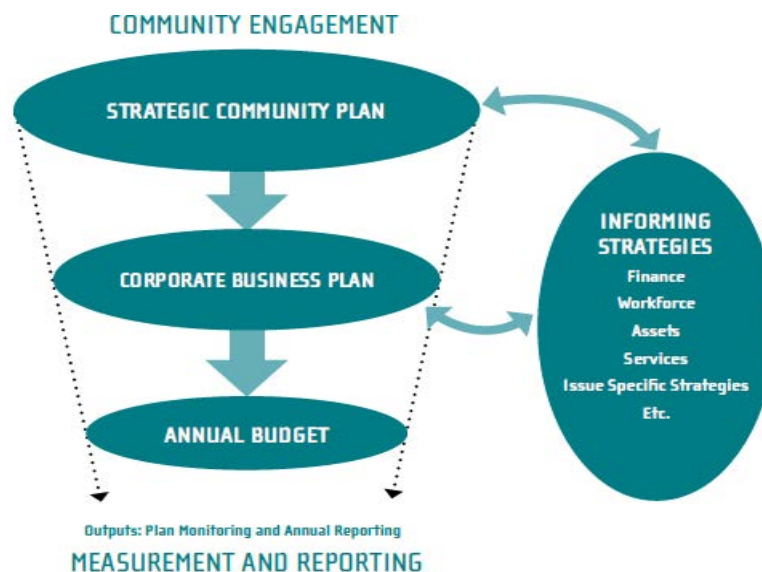 COMMUNITY ENGAGEMENT
STRATEGIC COMMUNITY PLAN
CORPORATE BUSINESS PLAN
ANNUAL BUDGET
INFORMING
STRATEGIES
Finance
Workforce
Assets
Services
Issue Specific Strategies
Etc.
Outputs: Plan Monitoring and Annual Reporting
MEASUREMENT AND REPORTING